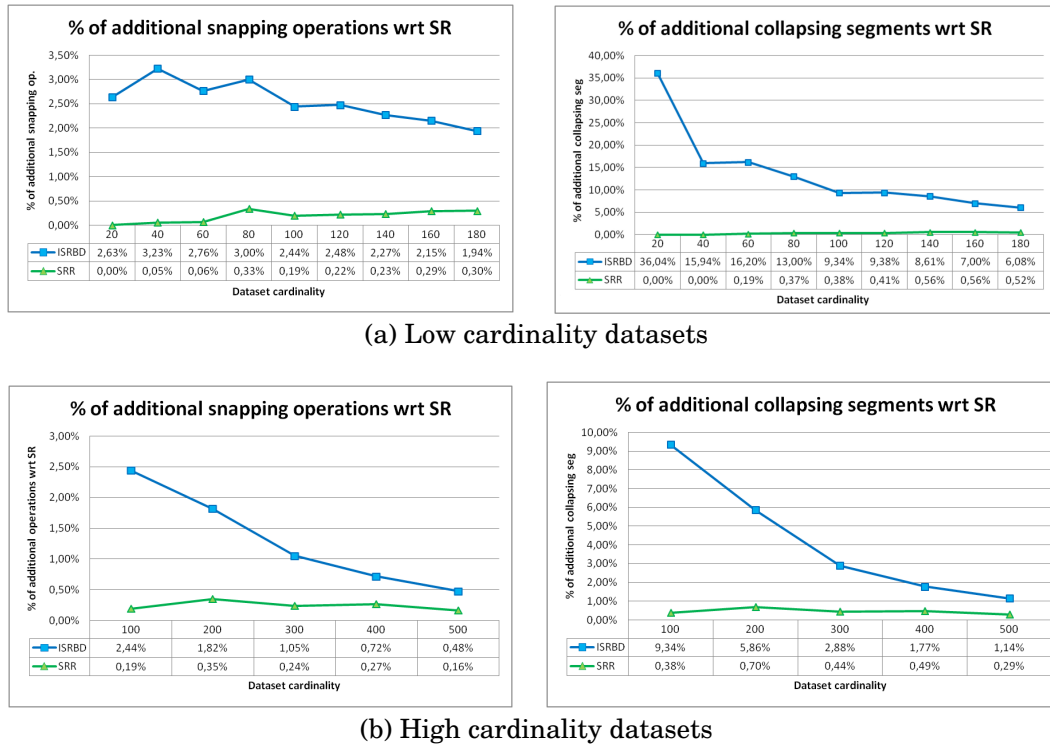 % of additional snapping operations wrt SR
% of additional snapping op.
3,50%
3,00%
2,50%
2,00%
1,50%
1,00%
0,50%
0,00%
20 40 60 80 100 120 140 160 180
ISRBD 2,63% 3,23% 2,76% 3,00% 2,44% 2,48% 2,27% 2,15% 1,94%
SRR 0,00% 0,05% 0,06% 0,33% 0,19% 0,22% 0,23% 0,29% 0,30%
Dataset cardinality
% of additional collapsing segments wrt SR
% of additional collapsing seg
40,00%
35,00%
30,00%
25,00%
20,00%
15,00%
10,00%
5,00%
0,00%
20 40 60 80 100 120 140 160 180
ISRBD 36,04% 15,94% 16,20% 13,00% 9,34% 9,38% 8,61% 7,00% 6,08%
SRR 0,00% 0,00% 0,19% 0,37% 0,38% 0,41% 0,56% 0,56% 0,52%
Dataset cardinality
(a) Low cardinality datasets
% of additional snapping operations wrt SR
% of additional operations wrt SR
3,00%
2,50%
2,00%
1,50%
1,00%
0,50%
0,00%
100 200 300 400 500
ISRBD 2,44% 1,82% 1,05% 0,72% 0,48%
SRR 0,19% 0,35% 0,24% 0,27% 0,16%
Dataset cardinality
% of additional collapsing segments wrt SR
% of additional collapsing seg
10,00%
9,00%
8,00%
7,00%
6,00%
5,00%
4,00%
3,00%
2,00%
1,00%
0,00%
100 200 300 400 500
ISRBD 9,34% 5,86% 2,88% 1,77% 1,14%
SRR 0,38% 0,70% 0,44% 0,49% 0,29%
Dataset cardinality
(b) High cardinality datasets